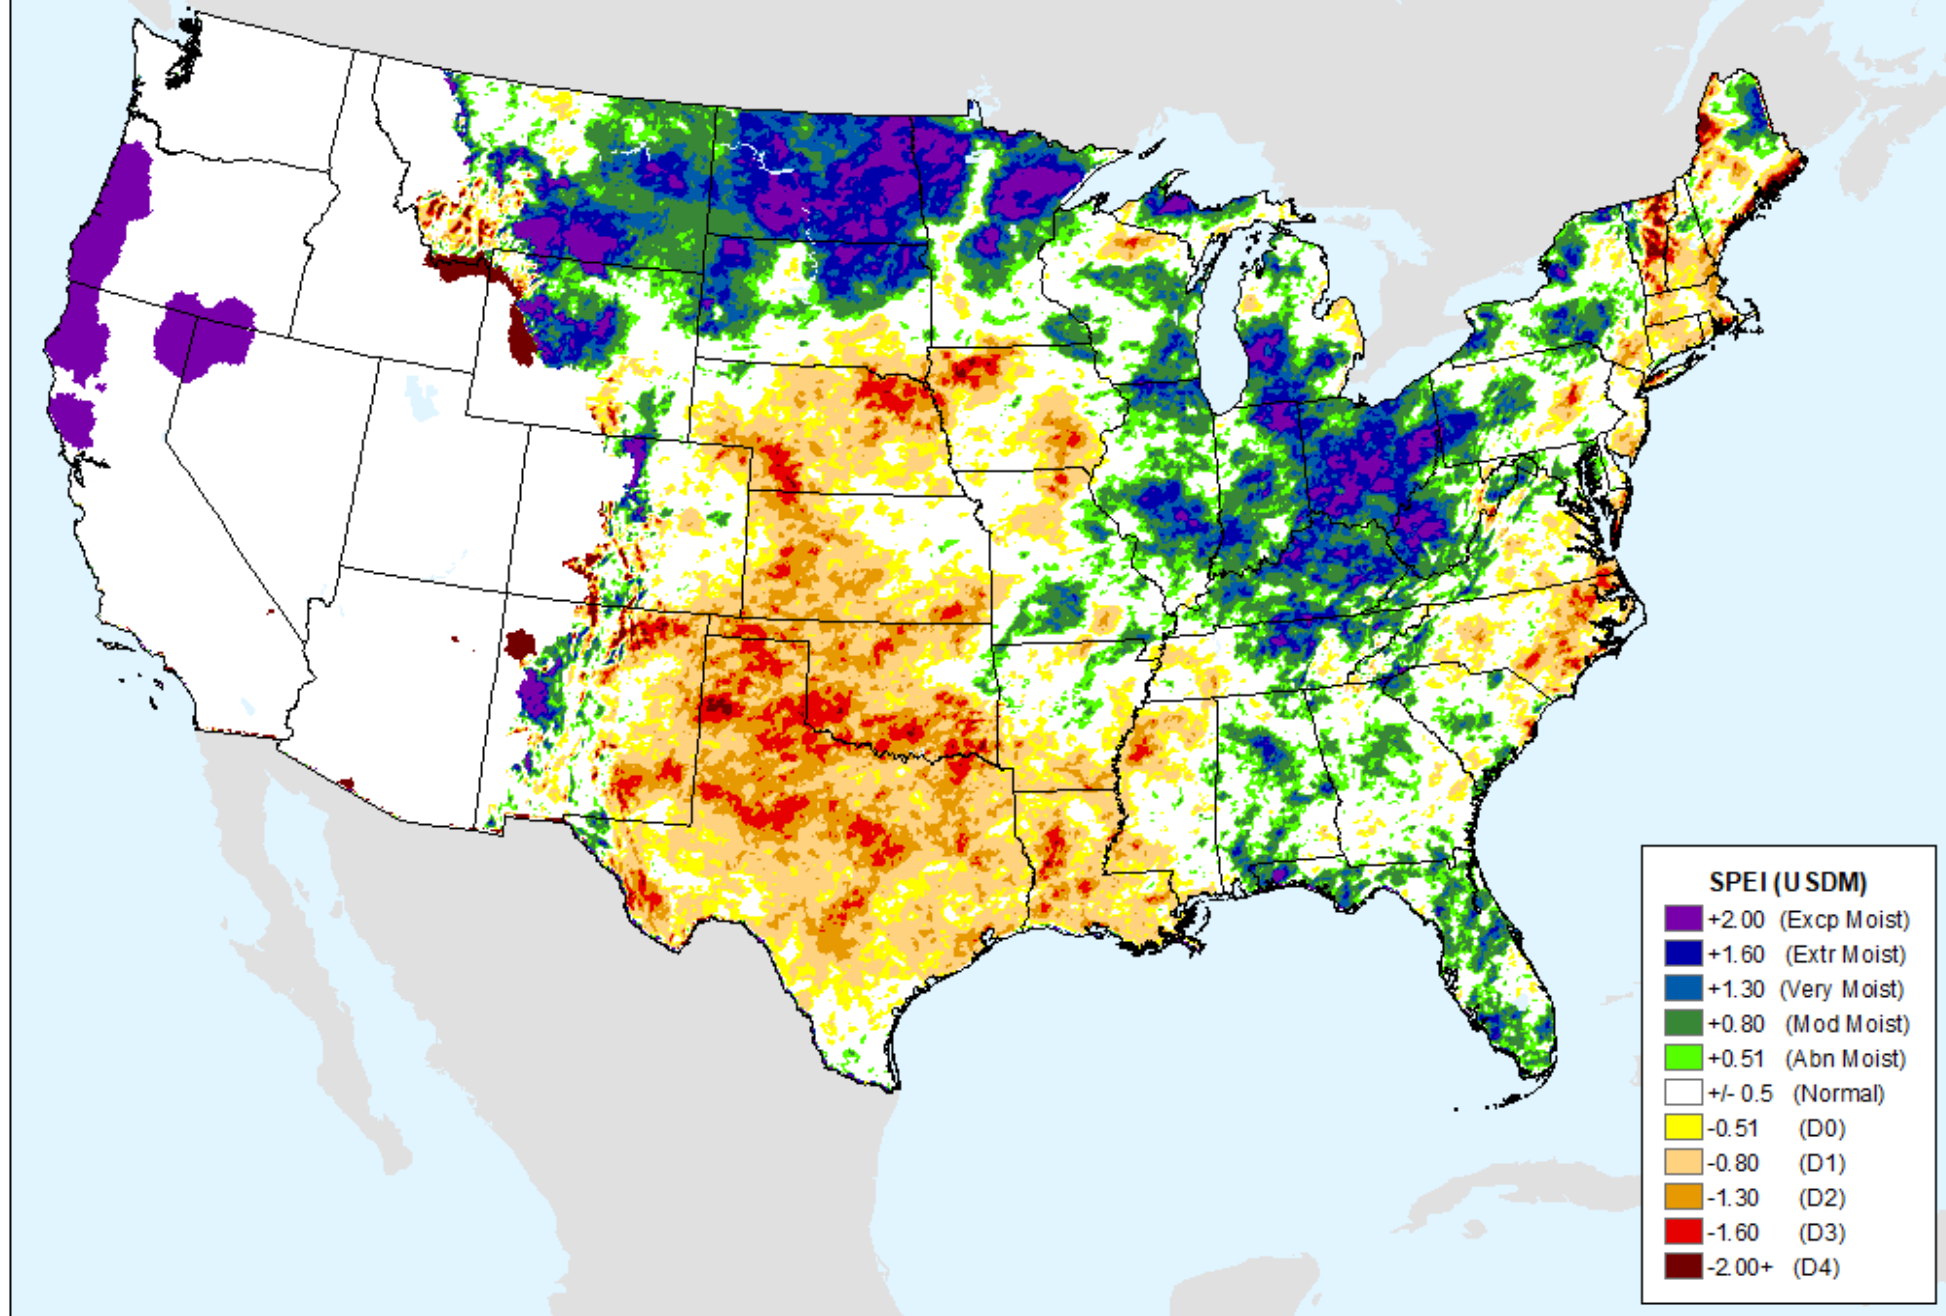 SPEI (USDM)
+2.00 (Excp Moist)
+1.60 (Extr Moist)
+1.30 (Very Moist)
+0.80 (Mod Moist)
+0.51 (Abn Moist)
+/- 0.5 (Normal)
-0.51 (D0)
-0.80 (D1)
-1.30 (D2)
-1.60 (D3)
-2.00+ (D4)